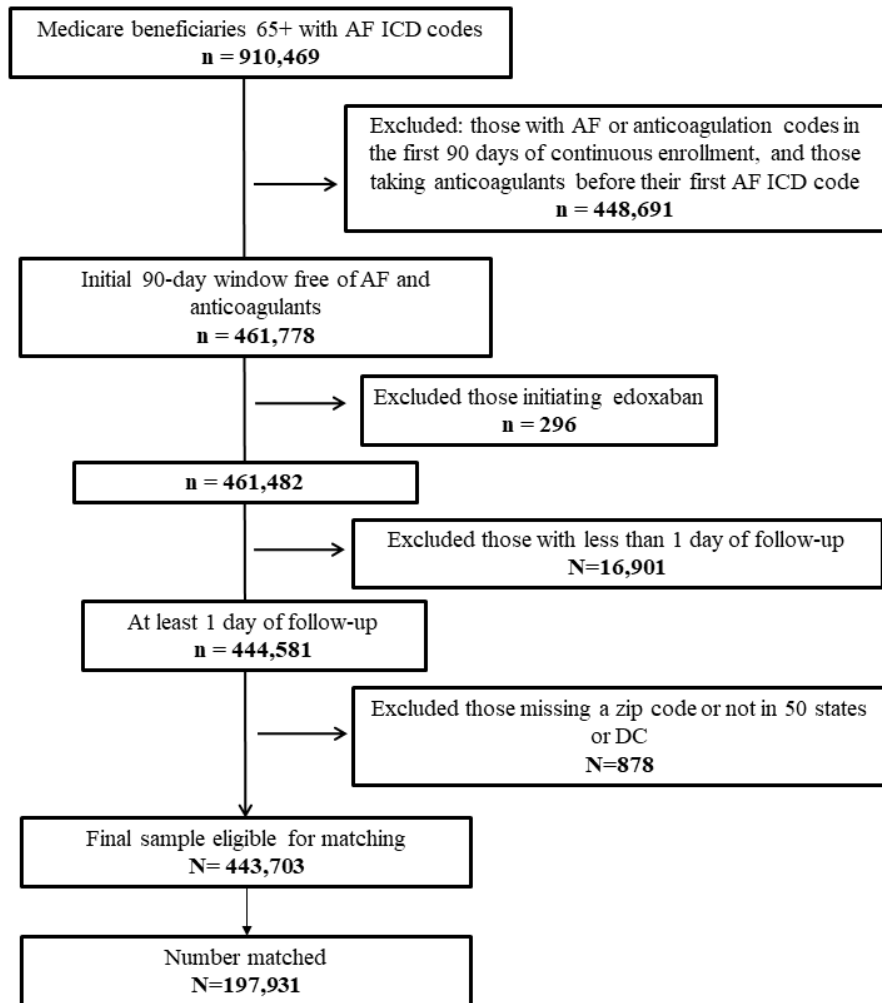 Medicare beneficiaries 65+ with AF ICD codes
n = 910,469
Excluded: those with AF or anticoagulation codes in
the first 90 days of continuous enrollment, and those
taking anticoagulants before their first AF ICD code
n = 448,691
Initial 90-day window free of AF and
anticoagulants
n = 461,778
Excluded those initiating edoxaban
n = 296
n = 461,482
Excluded those with less than 1 day of follow-up
N=16,901
At least 1 day of follow-up
n = 444,581
Excluded those missing a zip code or not in 50 states
or DC
N=878
Final sample eligible for matching
N= 443,703
Number matched
N=197,931